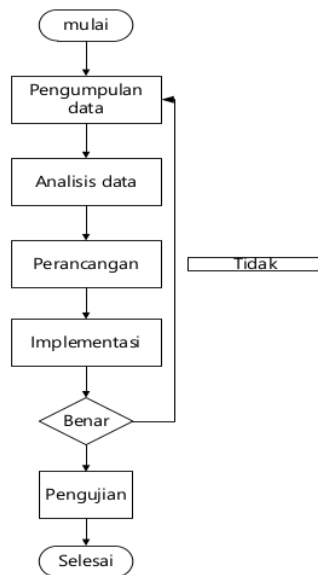 mulai
Pengumpulan
data
Analisis data
Perancangan
Tidak
Implementasi
Benar
Pengujian
Selesai